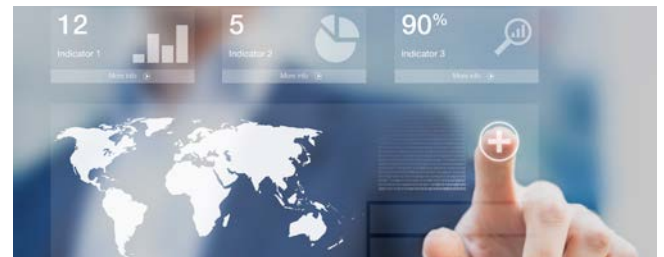 12
Indicator 1
More info
5
Indicator 2
More info
90%
Indicator 3
More info